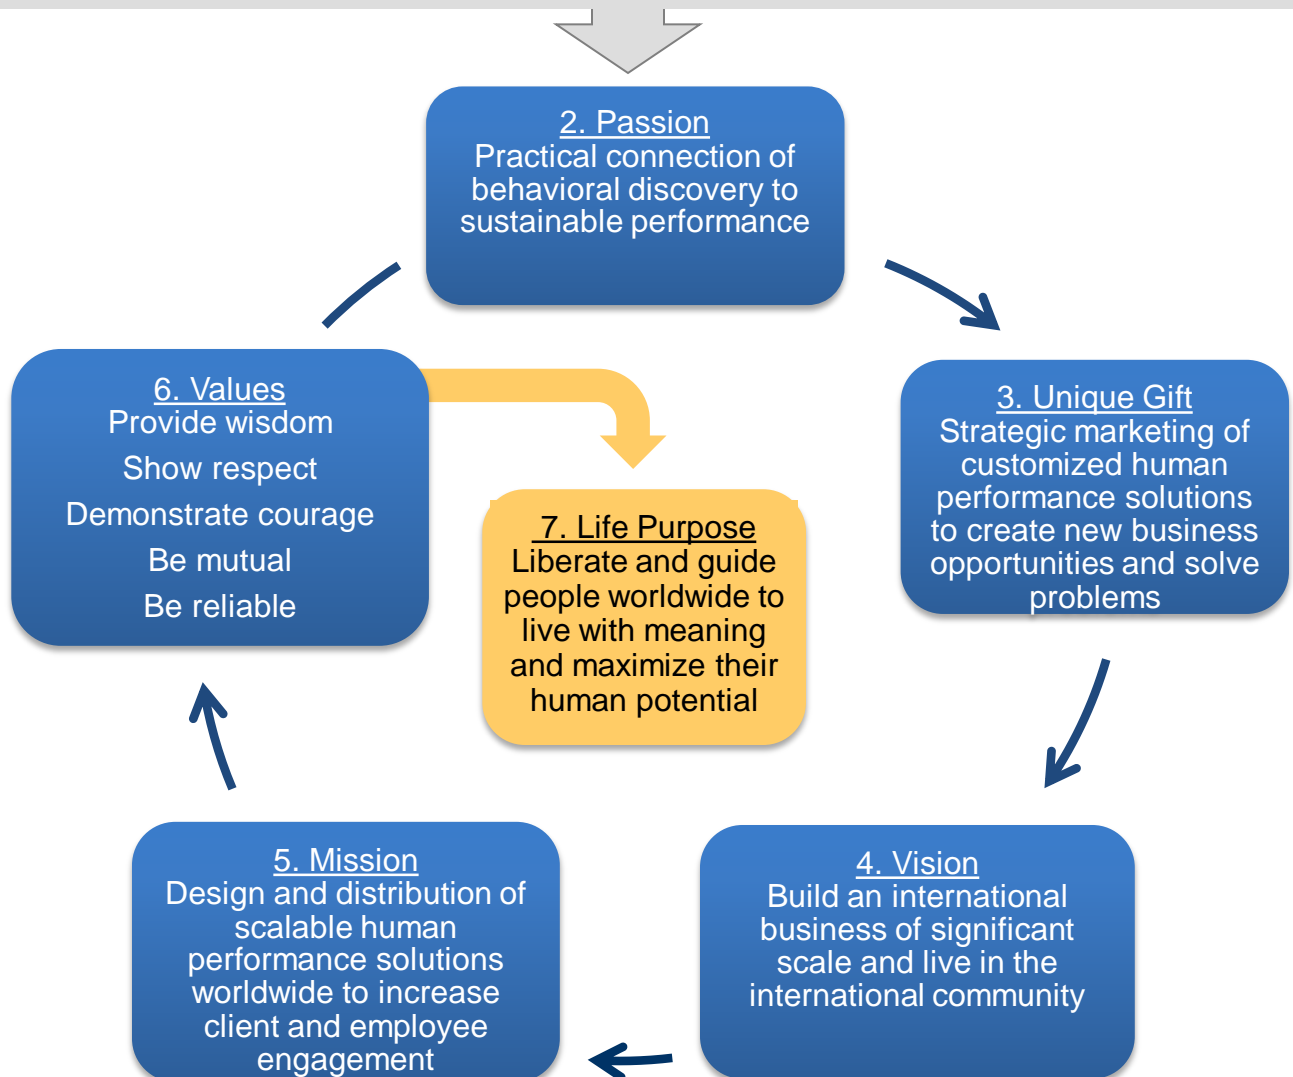 2. Passion
Practical connection of
behavioral discovery to
sustainable performance
3. Unique Gift
Strategic marketing of
customized human
performance solutions
to create new business
opportunities and solve
problems
4. Vision
Build an international
business of significant
scale and live in the
international community
5. Mission
Design and distribution of
scalable human
performance solutions
worldwide to increase
client and employee
engagement
6. Values
Provide wisdom
Show respect
Demonstrate courage
Be mutual
Be reliable
7. Life Purpose
Liberate and guide
people worldwide to
live with meaning
and maximize their
human potential